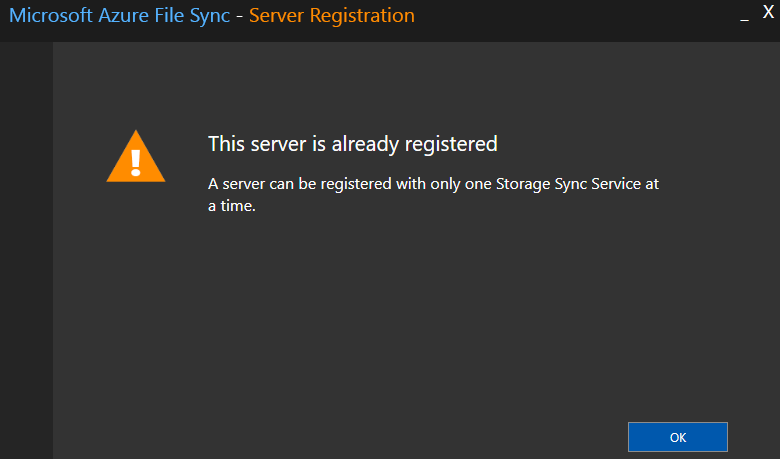 Microsoft Azure File Sync - Server Registration
_ X
This server is already registered
A server can be registered with only one Storage Sync Service at
a time.
OK